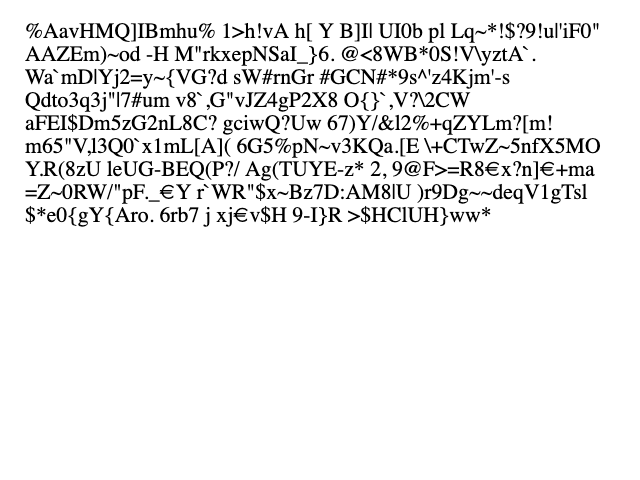 %AavHMQ]IBmhu% 1>h!vA h[ Y B]I| UI0b pl Lq~*!$?9!u|'iF0"
AAZEm)~od -H M"rkxepNSaI_}6. @<8WB*0S!V\yztA`.
Wa`mD|Yj2=y~{VG?d sW#rnGr #GCN#*9s^'z4Kjm'-s
Qdto3q3j"|7#um v8`,G"vJZ4gP2X8 O{}`,V?\2CW
aFEI$Dm5zG2nL8C? gciwQ?Uw 67)Y/&l2%+qZYLm?[m!
m65"V,l3Q0`x1mL[A]( 6G5%pN~v3KQa.[E \+CTwZ~5nfX5MO
Y.R(8zU leUG-BEQ(P?/ Ag(TUYE-z* 2, 9@F>=R8€x?n]€+ma
=Z~0RW/"pF._€Y r`WR"$x~Bz7D:AM8|U )r9Dg~~deqV1gTsl
$*e0{gY{Aro. 6rb7 j xj€v$H 9-I}R >$HClUH}ww*